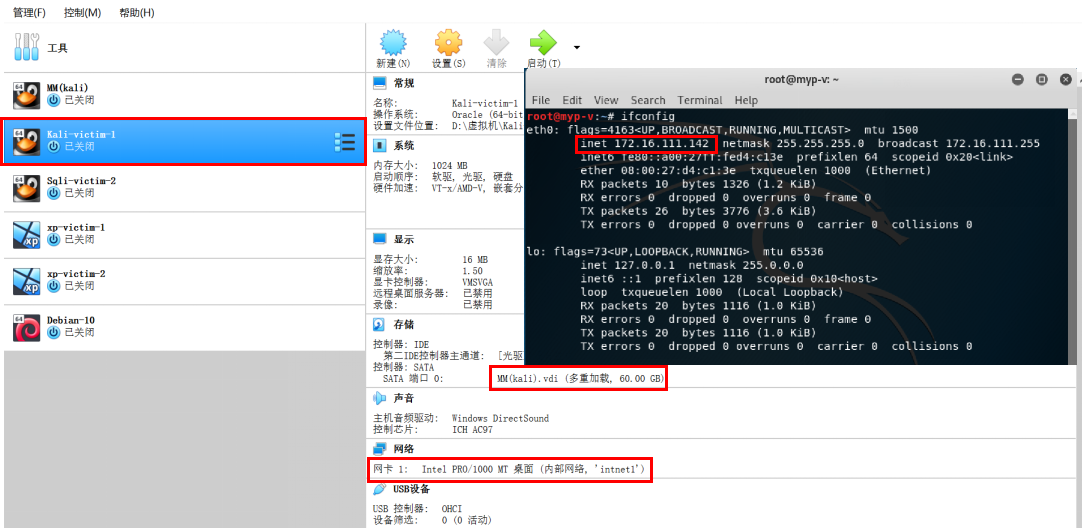 管理(F) 控制(M) 帮助(H)
工具
新建(N) 设置(S) 清除 启动(T)
MM(kali)
已关闭
Kali-victim-1
已关闭
Sqli-victim-2
已关闭
xp-victim-1
已关闭
xp-victim-2
已关闭
Debian-10
已关闭
常规
名称: Kali-victim-1
操作系统: Oracle (64-bit
设置文件位置: D:\虚拟机\Kali
系统
内存大小: 1024 MB
启动顺序: 软驱, 光驱, 硬盘
硬件加速: VT-x/AMD-V, 嵌套分
显示
显存大小: 16 MB
缩放率: 1.50
显卡控制器: VMSVGA
远程桌面服务器: 已禁用
录像: 已禁用
存储
控制器: IDE
第二IDE控制器主通道: [光驱
控制器: SATA
SATA 端口 0: MM(kali).vdi (多重加载, 60.00 GB)
声音
主机音频驱动: Windows DirectSound
控制芯片: ICH AC97
网络
网卡 1: Intel PRO/1000 MT 桌面 (内部网络, 'intnet1')
USB设备
USB 控制器: OHCI
设备筛选: 0 (0 活动)
root@myp-v: ~
File Edit View Search Terminal Help
root@myp-v:~# ifconfig
eth0: flags=4163<UP,BROADCAST,RUNNING,MULTICAST> mtu 1500
inet 172.16.111.142 netmask 255.255.255.0 broadcast 172.16.111.255
inet6 fe80::a00:27ff:fed4:c13e prefixlen 64 scopeid 0x20<link>
ether 08:00:27:d4:c1:3e txqueuelen 1000 (Ethernet)
RX packets 10 bytes 1326 (1.2 KiB)
RX errors 0 dropped 0 overruns 0 frame 0
TX packets 26 bytes 3776 (3.6 KiB)
TX errors 0 dropped 0 overruns 0 carrier 0 collisions 0
lo: flags=73<UP,LOOPBACK,RUNNING> mtu 65536
inet 127.0.0.1 netmask 255.0.0.0
inet6 ::1 prefixlen 128 scopeid 0x10<host>
loop txqueuelen 1000 (Local Loopback)
RX packets 20 bytes 1116 (1.0 KiB)
RX errors 0 dropped 0 overruns 0 frame 0
TX packets 20 bytes 1116 (1.0 KiB)
TX errors 0 dropped 0 overruns 0 carrier 0 collisions 0